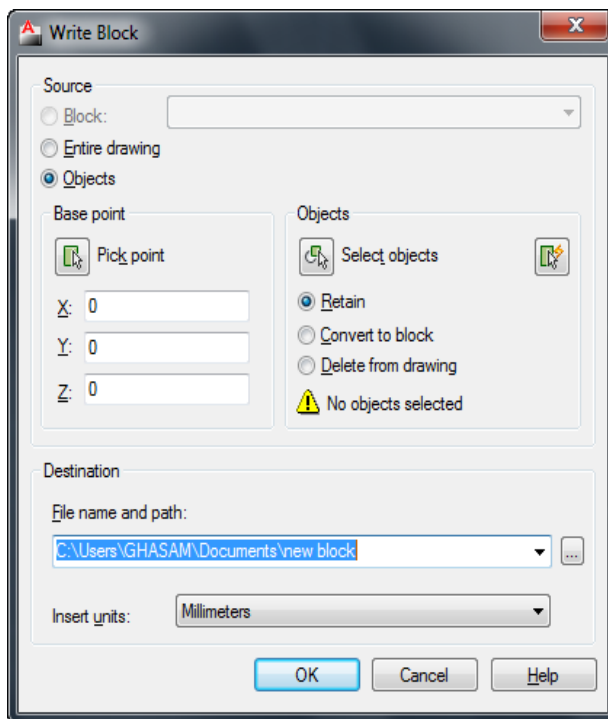 Write Block
Source
Block:
Entire drawing
Objects
Base point
Pick point
X: 0
Y: 0
Z: 0
Objects
Select objects
Retain
Convert to block
Delete from drawing
No objects selected
Destination
File name and path:
C:\Users\GHASAM\Documents\new block
...
Insert units: Millimeters
OK Cancel Help